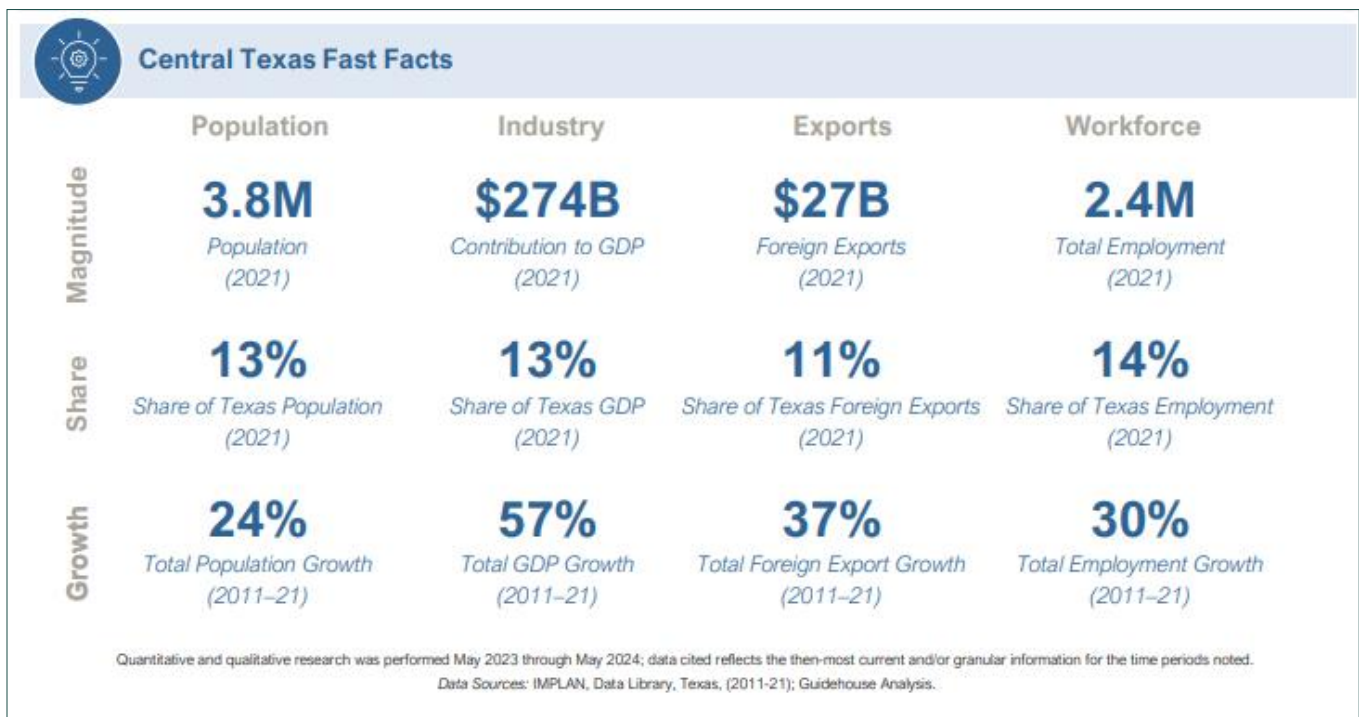 Central Texas Fast Facts
Population Industry Exports Workforce
Magnitude
3.8M $274B $27B 2.4M
Population Contribution to GDP Foreign Exports Total Employment
(2021) (2021) (2021) (2021)
Share
13% 13% 11% 14%
Share of Texas Population Share of Texas GDP Share of Texas Foreign Exports Share of Texas Employment
(2021) (2021) (2021) (2021)
Growth
24% 57% 37% 30%
Total Population Growth Total GDP Growth Total Foreign Export Growth Total Employment Growth
(2011–21) (2011–21) (2011–21) (2011–21)
Quantitative and qualitative research was performed May 2023 through May 2024; data cited reflects the then-most current and/or granular information for the time periods noted.
Data Sources: IMPLAN, Data Library, Texas, (2011-21); Guidehouse Analysis.